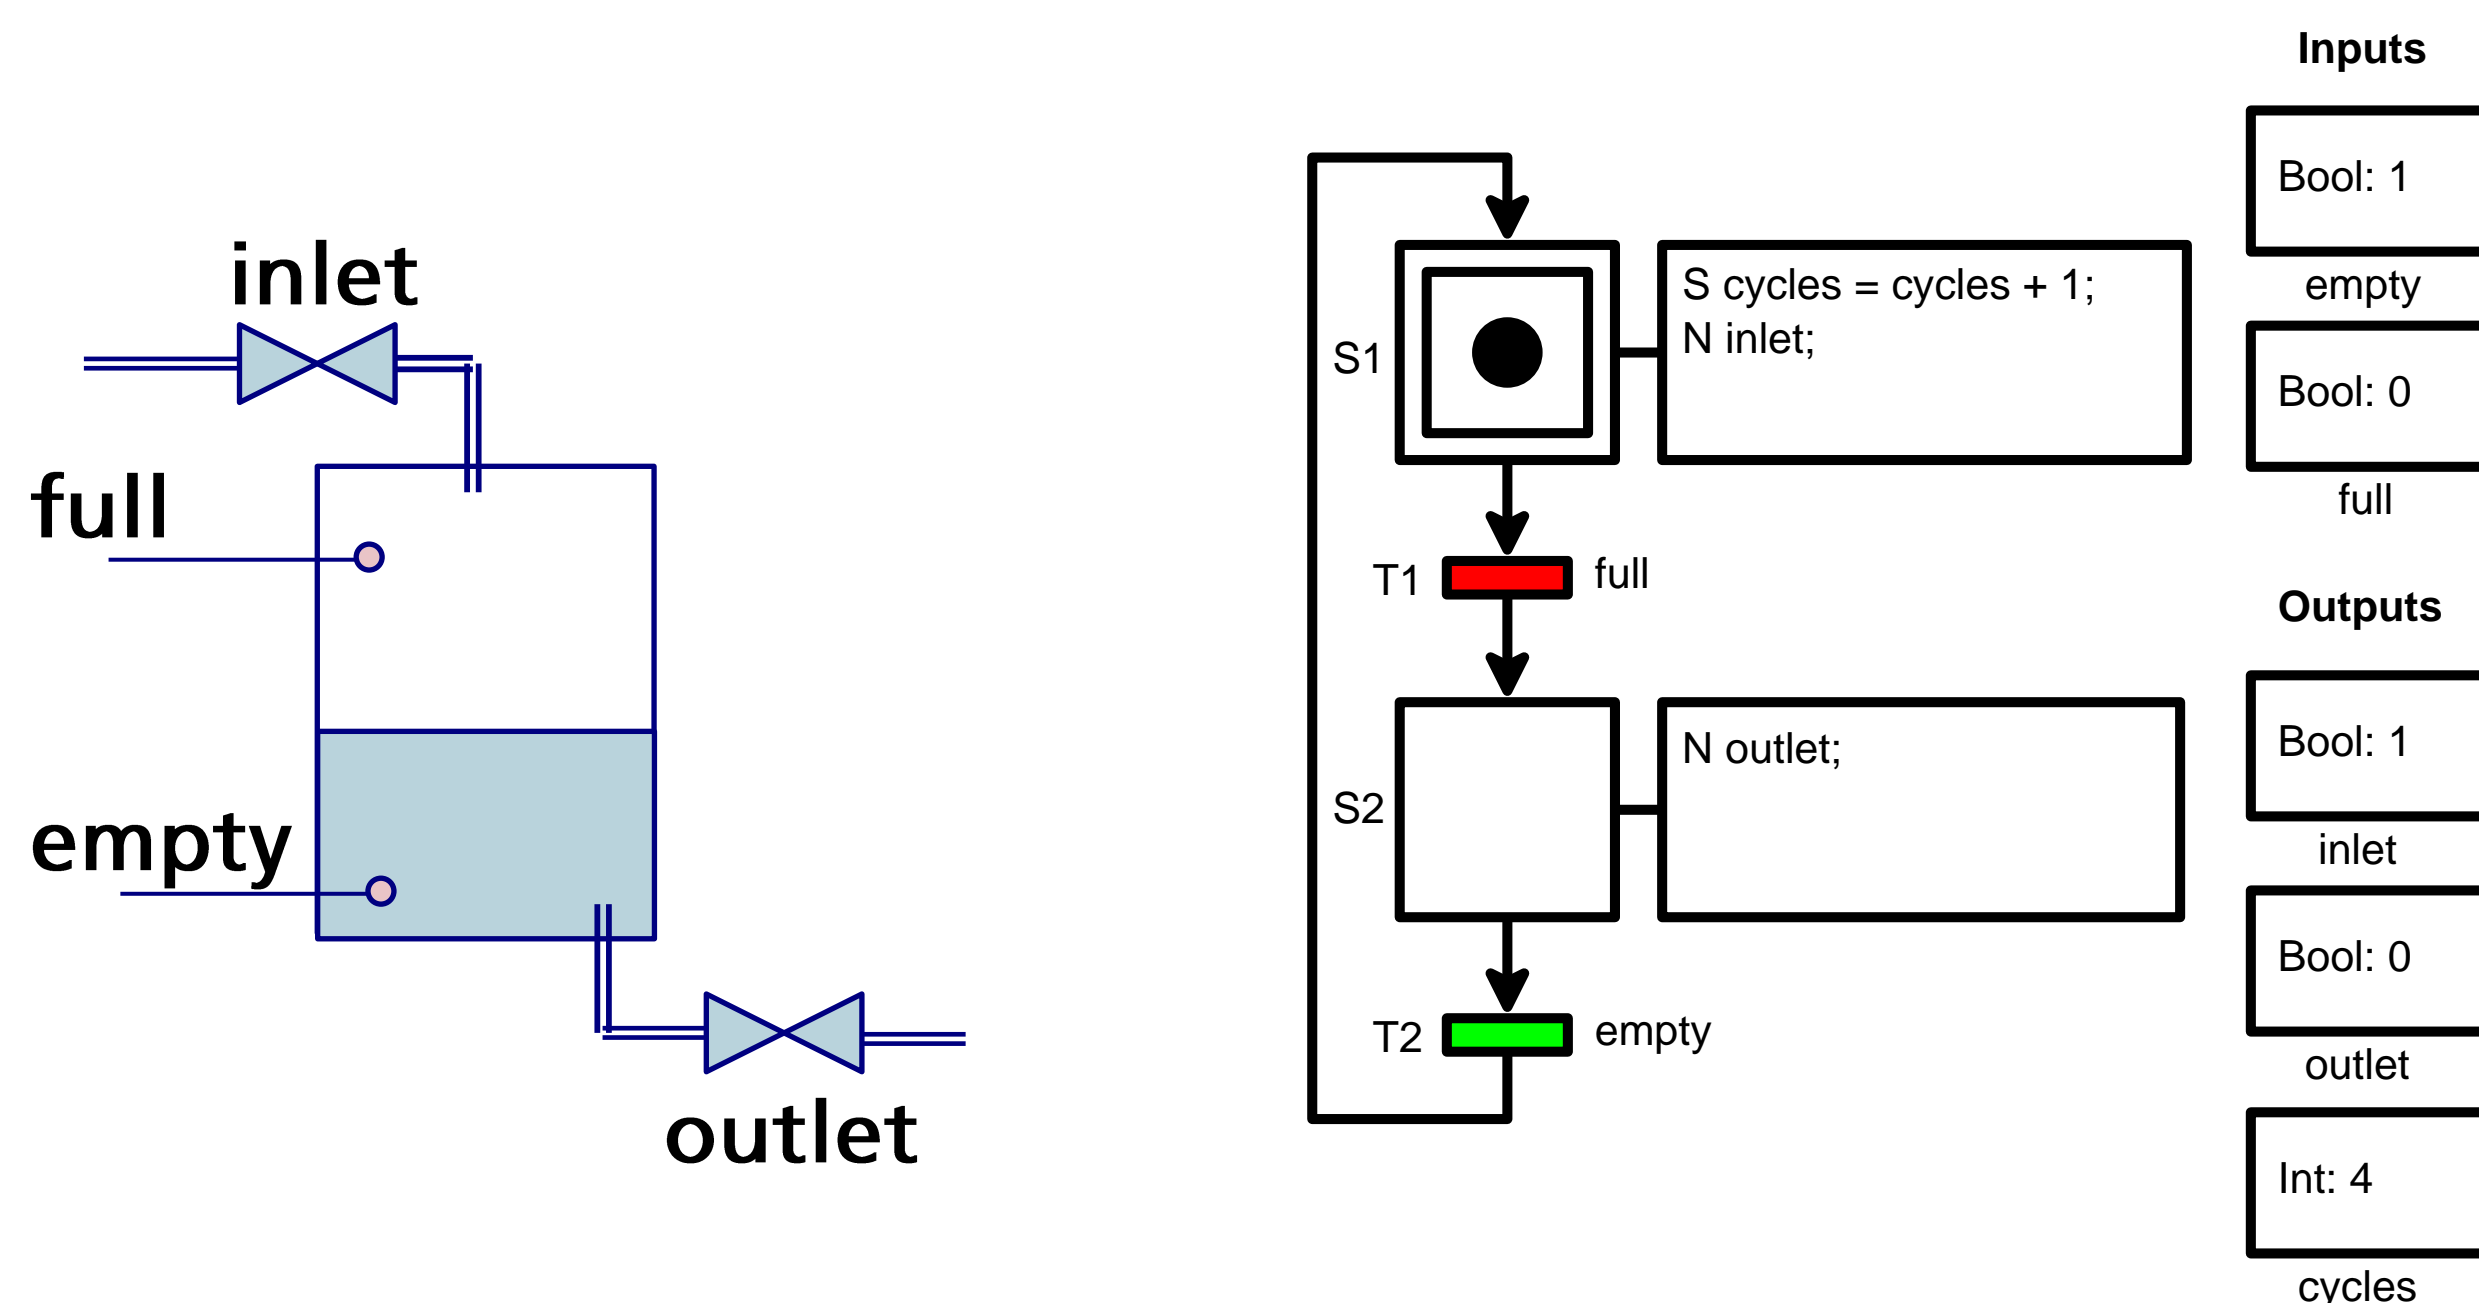 inlet
full
empty
outlet
S1
S cycles = cycles + 1;
N inlet;
T1
full
S2
N outlet;
T2
empty
Inputs
Bool: 1
empty
Bool: 0
full
Outputs
Bool: 1
inlet
Bool: 0
outlet
Int: 4
cycles